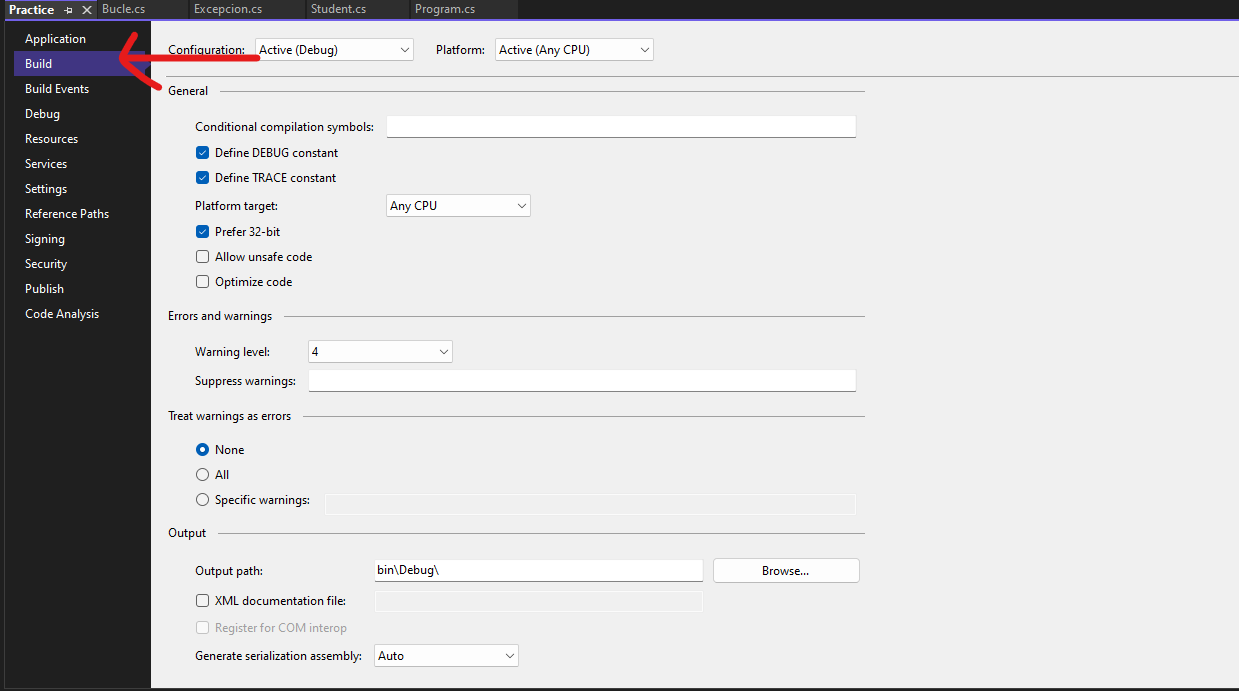 Practice Bucle.cs Excepcion.cs Student.cs Program.cs
Application
Build
Build Events
Debug
Resources
Services
Settings
Reference Paths
Signing
Security
Publish
Code Analysis
Configuration: Active (Debug) Platform: Active (Any CPU)
General
Conditional compilation symbols:
Define DEBUG constant
Define TRACE constant
Platform target: Any CPU
Prefer 32-bit
Allow unsafe code
Optimize code
Errors and warnings
Warning level: 4
Suppress warnings:
Treat warnings as errors
None
All
Specific warnings:
Output
Output path: bin\Debug\ Browse...
XML documentation file:
Register for COM interop
Generate serialization assembly: Auto